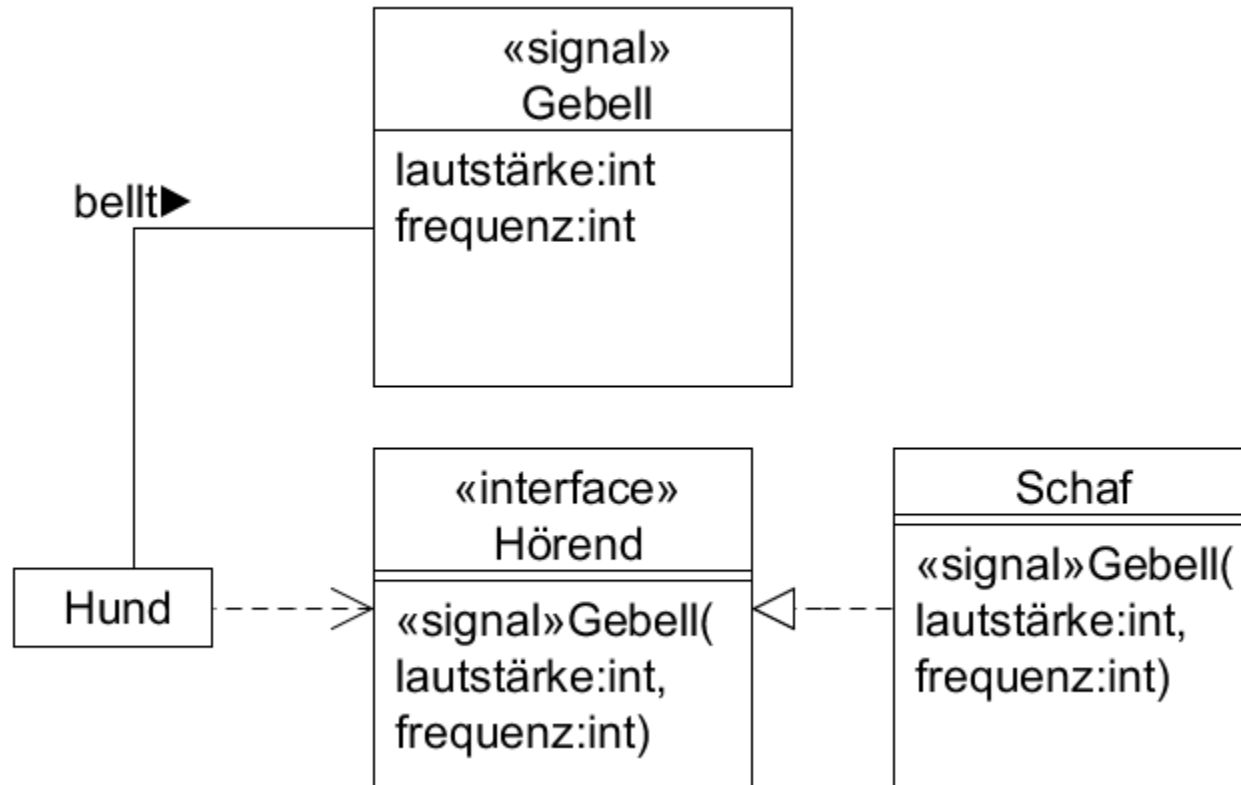 «signal»
Gebell
lautstärke:int
frequenz:int
bellt▶
Hund
«interface»
Hörend
«signal»Gebell(
lautstärke:int,
frequenz:int)
Schaf
«signal»Gebell(
lautstärke:int,
frequenz:int)